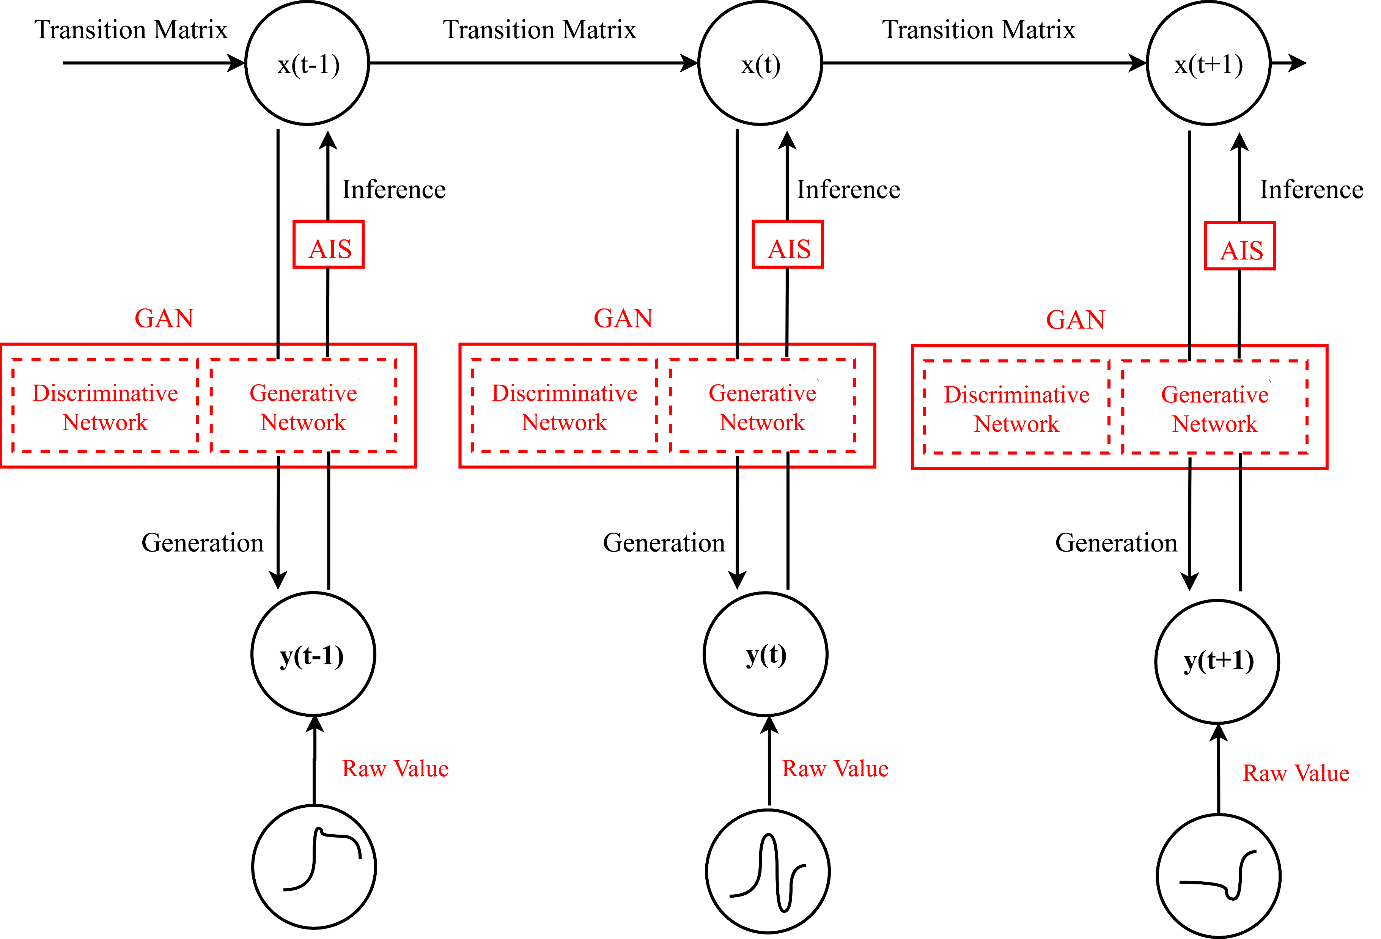 Transition Matrix
Transition Matrix
Transition Matrix
x(t-1)
x(t)
x(t+1)
Inference
Inference
Inference
AIS
AIS
AIS
GAN
GAN
GAN
Discriminative
Network
Generative
Network
Discriminative
Network
Generative
Network
Discriminative
Network
Generative
Network
Generation
Generation
Generation
y(t-1)
y(t)
y(t+1)
Raw Value
Raw Value
Raw Value